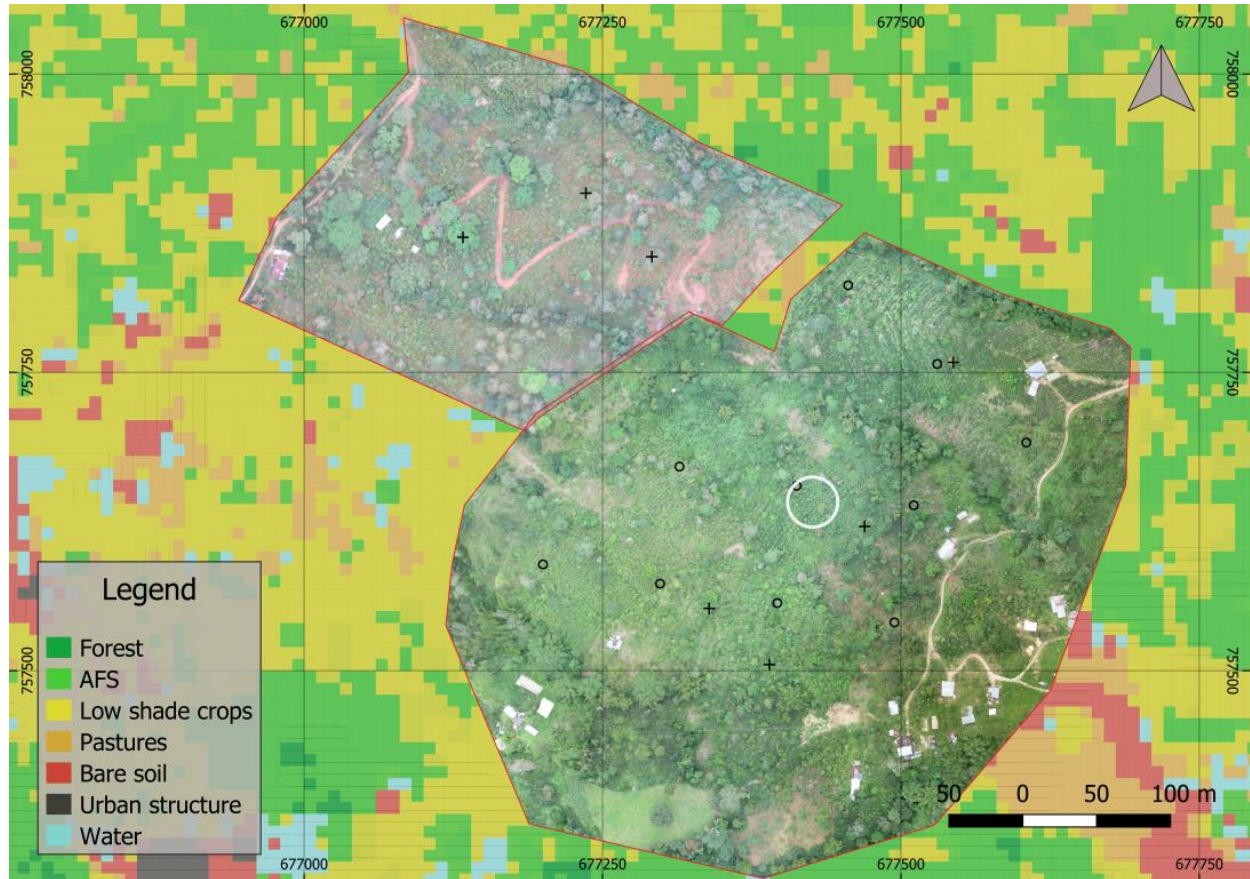 677000 677250 677500 677750
758000 758000
757750 757750
757500 757500
Legend
Forest
AFS
Low shade crops
Pastures
Bare soil
Urban structure
Water
50 0 50 100 m
677000 677250 677500 677750